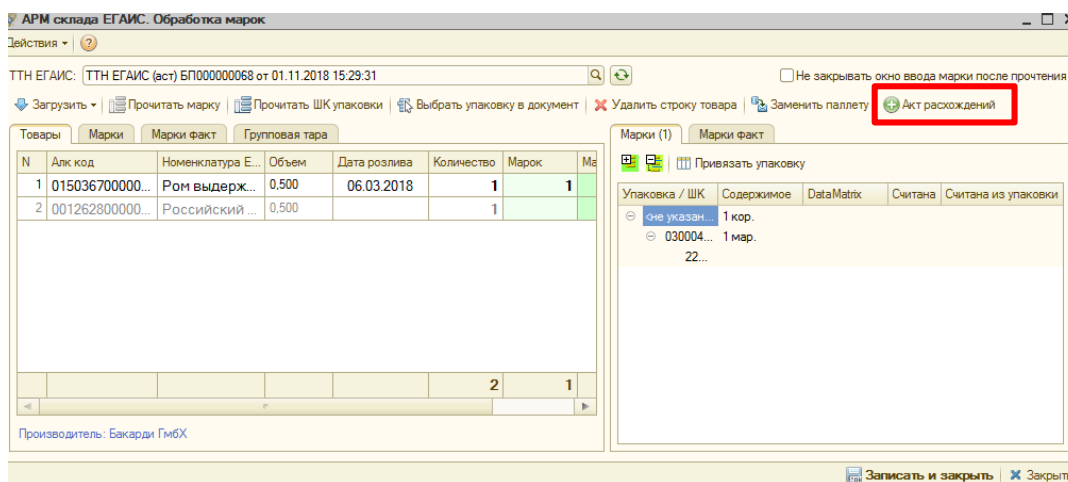 АРМ склада ЕГАИС. Обработка марок
Действия
ТТН ЕГАИС: ТТН ЕГАИС (аст) БП000000068 от 01.11.2018 15:29:31 Не закрывать окно ввода марки после прочтения
Загрузить Прочитать марку Прочитать ШК упаковки Выбрать упаковку в документ Удалить строку товара Заменить паллету Акт расхождений
Товары Марки Марки факт Групповая тара Марки (1) Марки факт
Привязать упаковку
N Алк код Номенклатура Е... Объем Дата розлива Количество Марок Ма
1 015036700000... Ром выдерж... 0,500 06.03.2018 1 1
2 001262800000... Российский ... 0,500 1
Упаковка / ШК Содержимое DataMatrix Считана Считана из упаковки
<не указан... 1 кор.
030004... 1 мар.
22...
2 1
Производитель: Бакарди ГмбХ
Записать и закрыть Закрыт